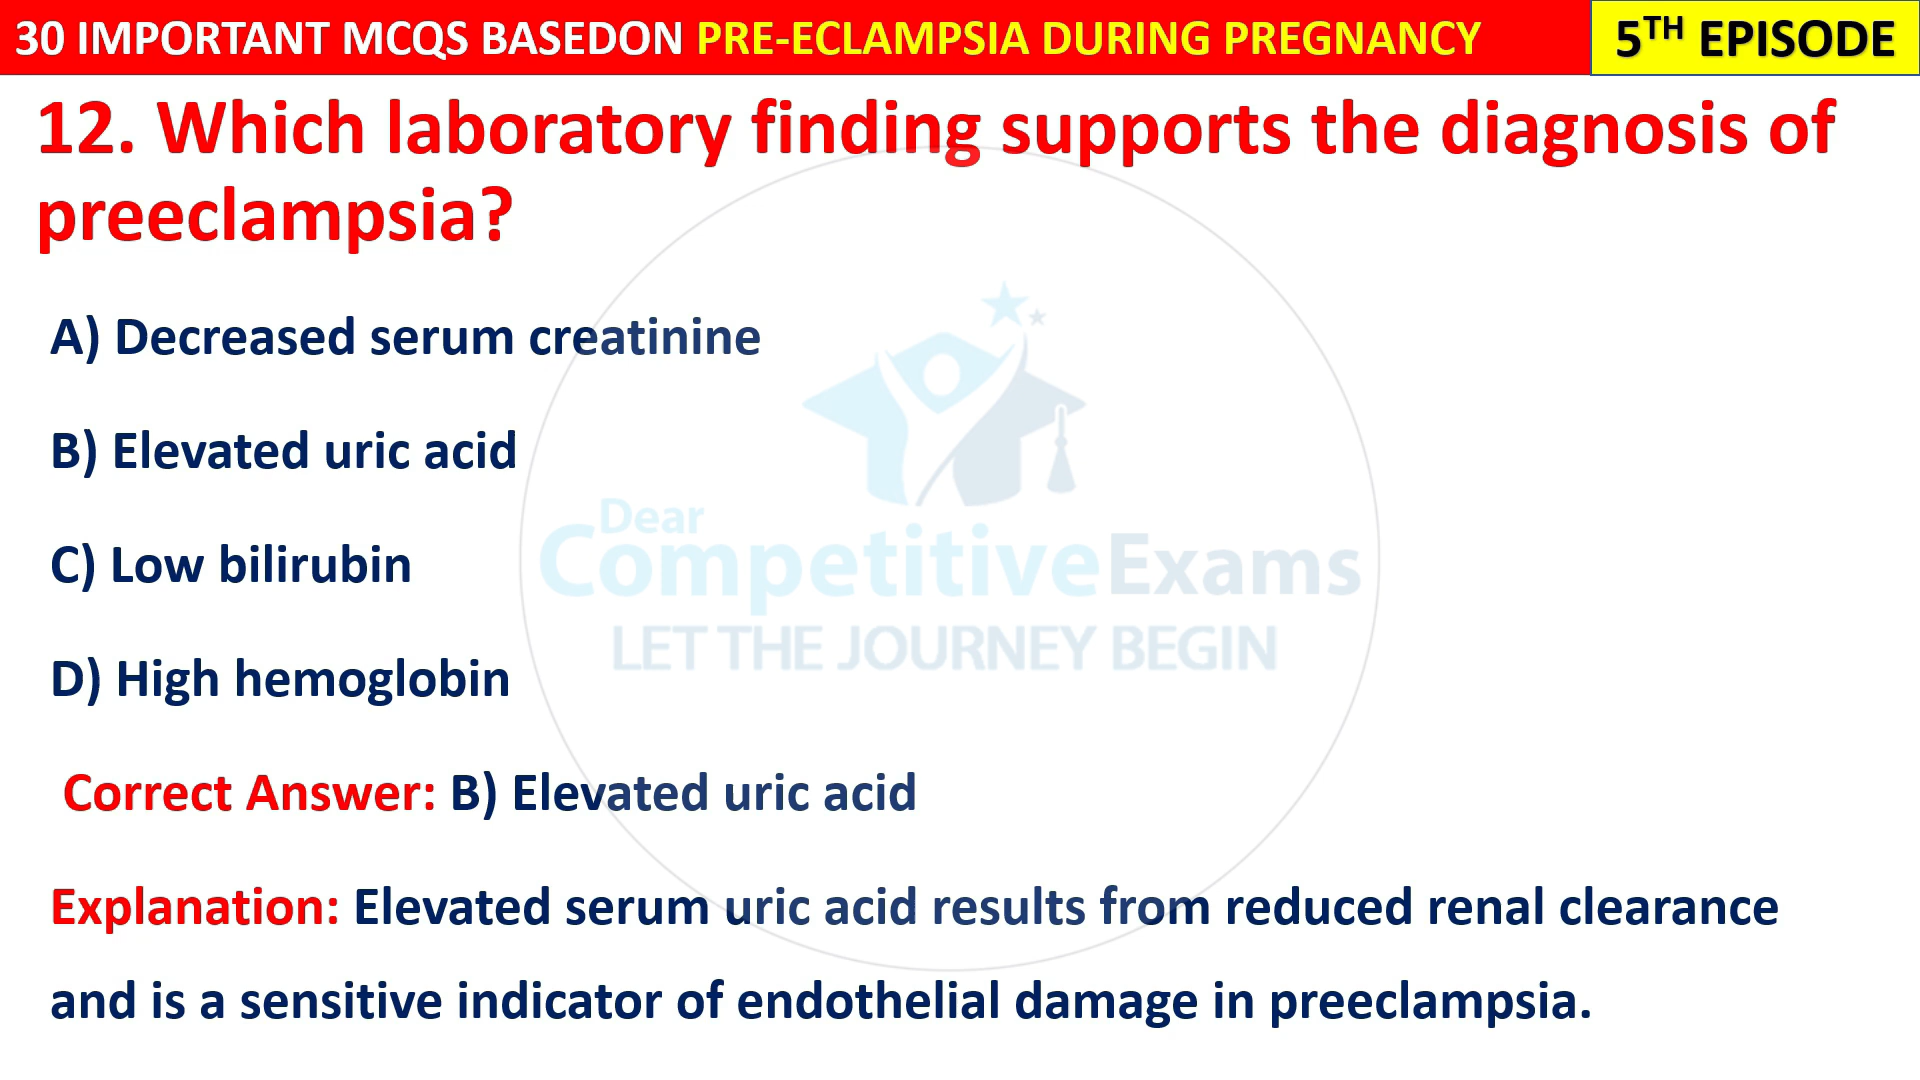 30 IMPORTANT MCQS BASEDON PRE-ECLAMPSIA DURING PREGNANCY
5TH EPISODE
12. Which laboratory finding supports the diagnosis of
preeclampsia?
A) Decreased serum creatinine
B) Elevated uric acid
C) Low bilirubin
D) High hemoglobin
Correct Answer: B) Elevated uric acid
Explanation: Elevated serum uric acid results from reduced renal clearance
and is a sensitive indicator of endothelial damage in preeclampsia.
Dear
CompetitiveExams
LET THE JOURNEY BEGIN